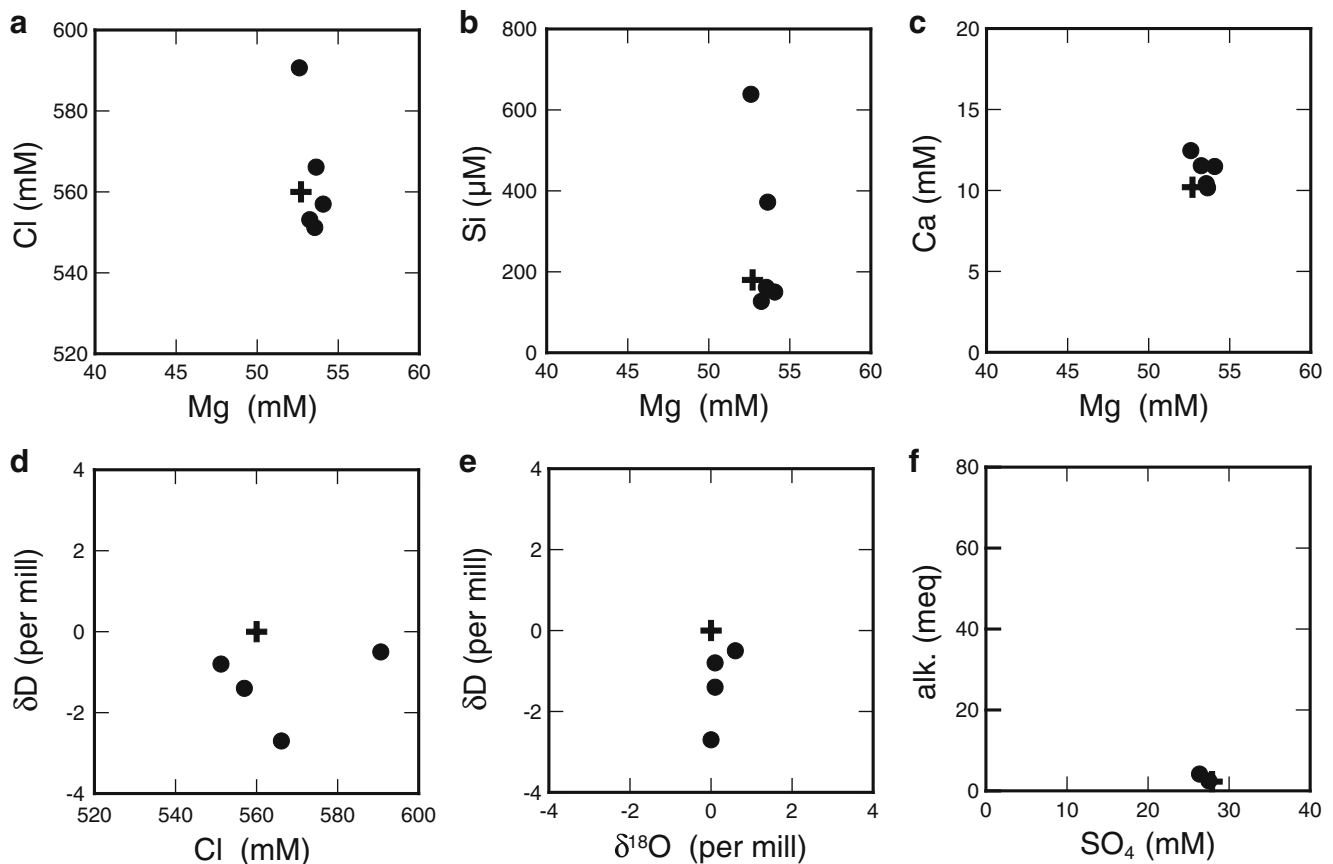 a
600
580
560
540
520
Cl (mM)
40 45 50 55 60
Mg (mM)
b
800
600
400
200
0
Si (µM)
40 45 50 55 60
Mg (mM)
c
20
15
10
5
0
Ca (mM)
40 45 50 55 60
Mg (mM)
d
4
2
0
-2
-4
δD (per mill)
520 540 560 580 600
Cl (mM)
e
4
2
0
-2
-4
δD (per mill)
-4 -2 0 2 4
δ¹⁸O (per mill)
f
80
60
40
20
0
alk. (meq)
0 10 20 30 40
SO₄ (mM)